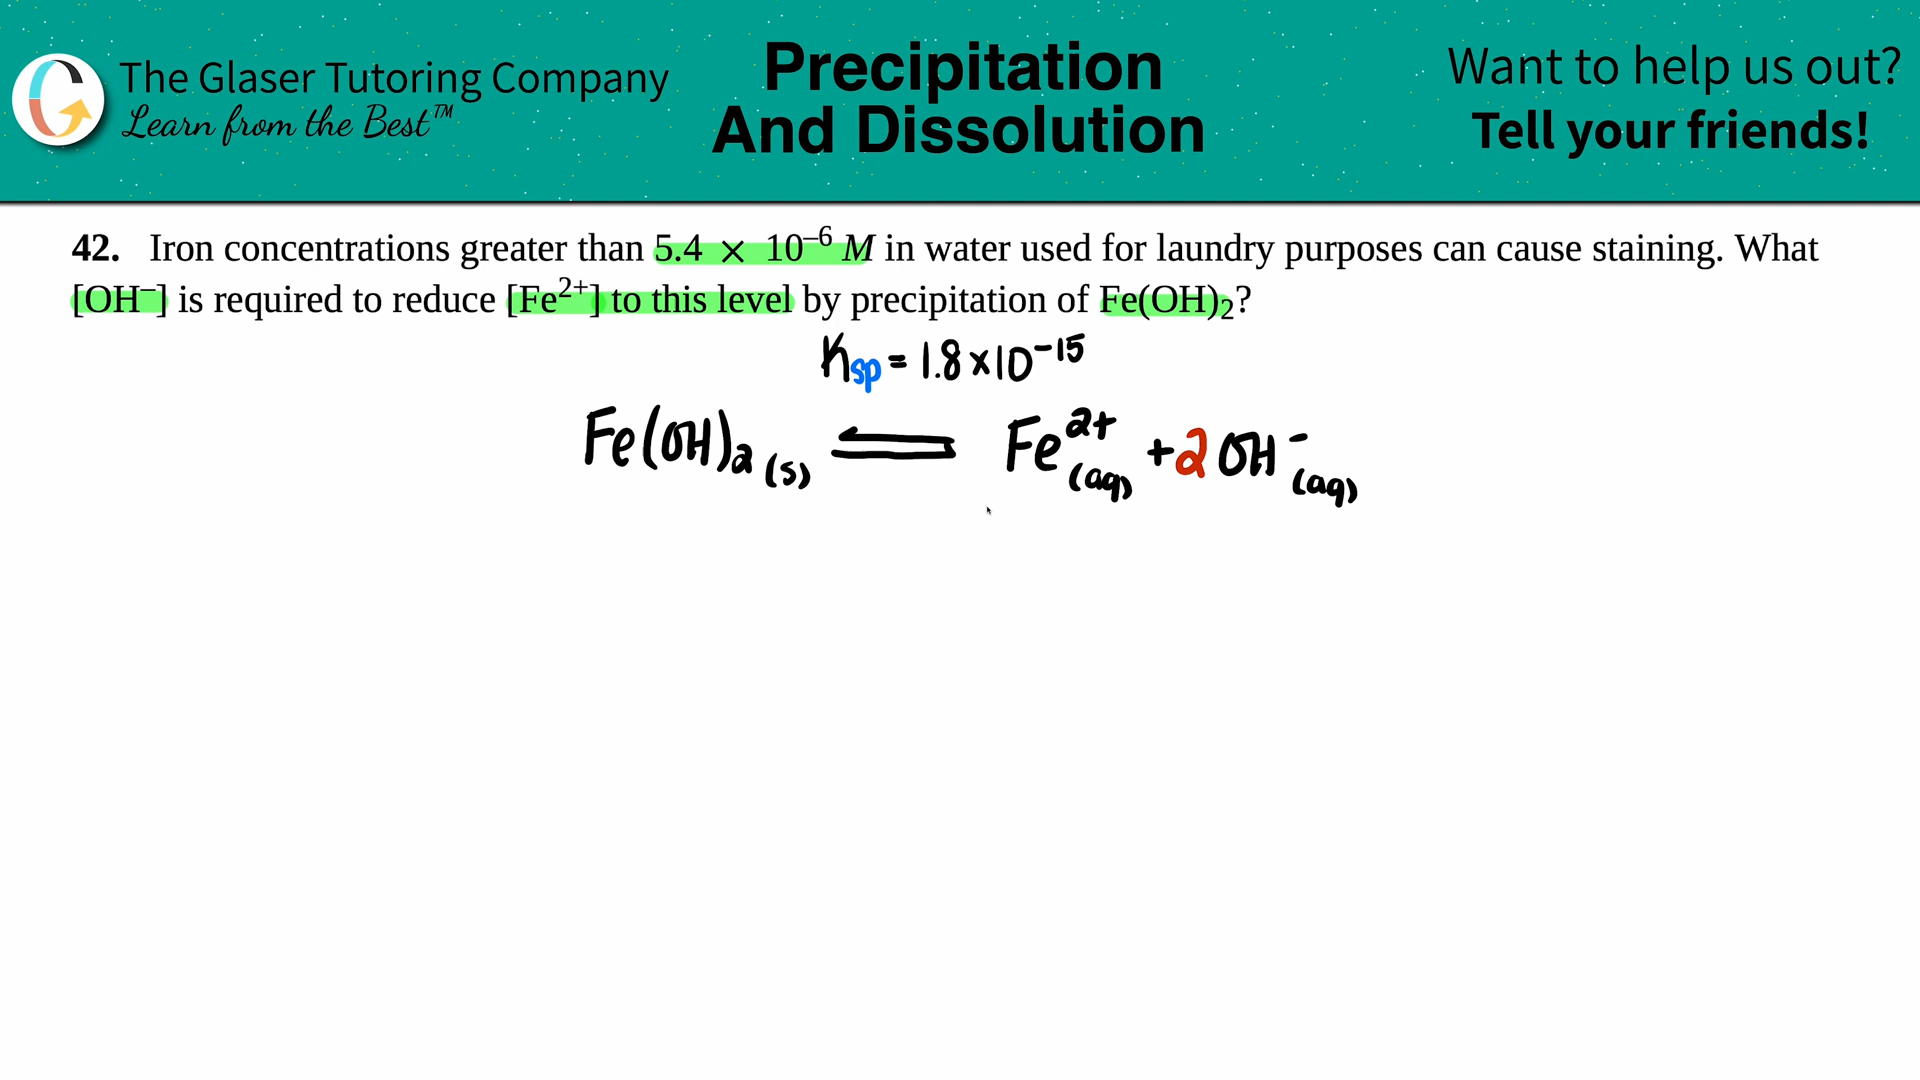 The Glaser Tutoring Company
Learn from the Best™
Precipitation
And Dissolution
Want to help us out?
Tell your friends!
42. Iron concentrations greater than 5.4 × 10⁻⁶ M in water used for laundry purposes can cause staining. What
[OH⁻] is required to reduce [Fe²⁺] to this level by precipitation of Fe(OH)₂?
Ksp = 1.8×10⁻¹⁵
Fe(OH)₂(s) ⇌ Fe²⁺(aq) + 2OH⁻(aq)